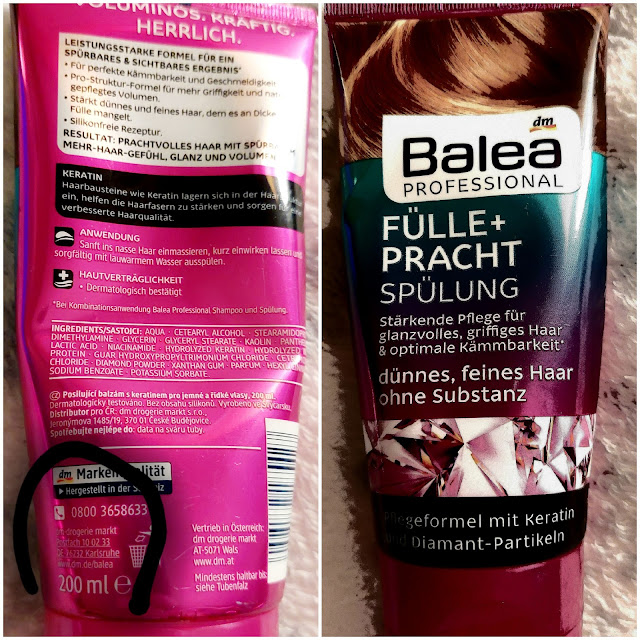 VOLUMINÖS. KRÄFTIG.
HERRLICH.
LEISTUNGSSTARKE FORMEL FÜR EIN
SPÜRBARES & SICHTBARES ERGEBNIS*
• Für perfekte Kämmbarkeit und Geschmeidigkeit
• Pro-Struktur-Formel für mehr Griffigkeit und
gepflegtes Volumen.
• Stärkt dünnes und feines Haar, dem es an Dicke
Fülle mangelt.
• Silikonfreie Rezeptur.
RESULTAT: PRACHTVOLLES HAAR MIT
MEHR-HAAR-GEFÜHL, GLANZ UND VOLUMEN
KERATIN
Haarbausteine wie Keratin lagern sich in der
ein, helfen die Haarfasern zu stärken und sorgen für
verbesserte Haarqualität.
ANWENDUNG
Sanft ins nasse Haar einmassieren, kurz einwirken lassen
sorgfältig mit lauwarmem Wasser ausspülen.
HAUTVERTRÄGLICHKEIT
• Dermatologisch bestätigt
*Bei Kombinationsanwendung Balea Professional Shampoo und Spülung.
INGREDIENTS/SASTOJCI: AQUA · CETEARYL ALCOHOL · STEARAMIDOP
DIMETHYLAMINE · GLYCERIN · GLYCERYL STEARATE · KAOLIN · PANTHE
LACTIC ACID · NIACINAMIDE · HYDROLYZED KERATIN · HYDROLYZED
PROTEIN · GUAR HYDROXYPROPYLTRIMONIUM CHLORIDE ·
CHLORIDE · DIAMOND POWDER · XANTHAN GUM · PARFUM ·
SODIUM BENZOATE · POTASSIUM SORBATE
Posilující balzám s keratinem pro jemné a řídké vlasy, 200 ml.
Dermatologicky testováno. Bez obsahu silikonů. Vyrobeno ve Švýcarsku.
Distributor pro ČR: dm drogerie markt s.r.o.,
Jeronýmova 1485/19, 370 01 České Budějovice.
Spotřebujte nejlépe do: data na sváru tuby.
dm Markenqualität
Hergestellt in der Schweiz
0800 3658633
dm-drogerie markt
Postfach 10 02 33
DE-76232 Karlsruhe
www.dm.de/balea
200 ml e
Vertrieb in Österreich:
dm drogerie markt
AT-5071 Wals
www.dm.at
Mindestens haltbar bis:
siehe Tubenfalz
dm
Balea
PROFESSIONAL
FÜLLE+
PRACHT
SPÜLUNG
Stärkende Pflege für
glanzvolles, griffiges Haar
& optimale Kämmbarkeit*
dünnes, feines Haar
ohne Substanz
Pflegeformel mit Keratin
und Diamant-Partikeln